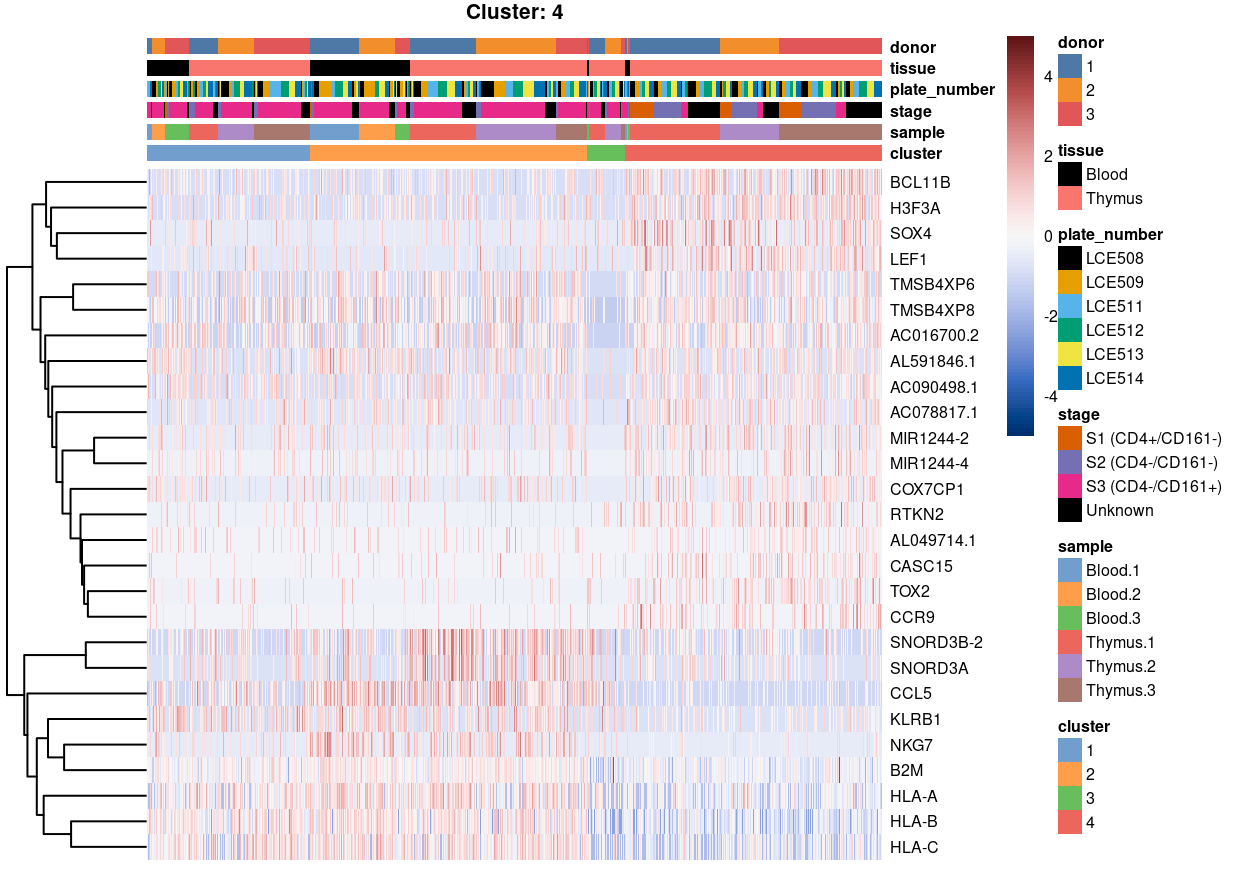 Cluster: 4
donor
tissue
plate_number
stage
sample
cluster
BCL11B
H3F3A
SOX4
LEF1
TMSB4XP6
TMSB4XP8
AC016700.2
AL591846.1
AC090498.1
AC078817.1
MIR1244-2
MIR1244-4
COX7CP1
RTKN2
AL049714.1
CASC15
TOX2
CCR9
SNORD3B-2
SNORD3A
CCL5
KLRB1
NKG7
B2M
HLA-A
HLA-B
HLA-C
4
2
0
-2
-4
donor
1
2
3
tissue
Blood
Thymus
plate_number
LCE508
LCE509
LCE511
LCE512
LCE513
LCE514
stage
S1 (CD4+/CD161-)
S2 (CD4-/CD161-)
S3 (CD4-/CD161+)
Unknown
sample
Blood.1
Blood.2
Blood.3
Thymus.1
Thymus.2
Thymus.3
cluster
1
2
3
4